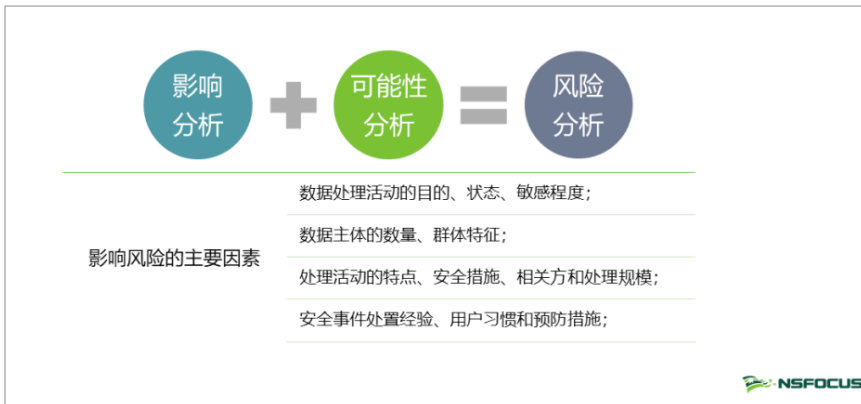 影响
分析
可能性
分析
风险
分析
影响风险的主要因素
数据处理活动的目的、状态、敏感程度；
数据主体的数量、群体特征；
处理活动的特点、安全措施、相关方和处理规模；
安全事件处置经验、用户习惯和预防措施；
NSFOCUS